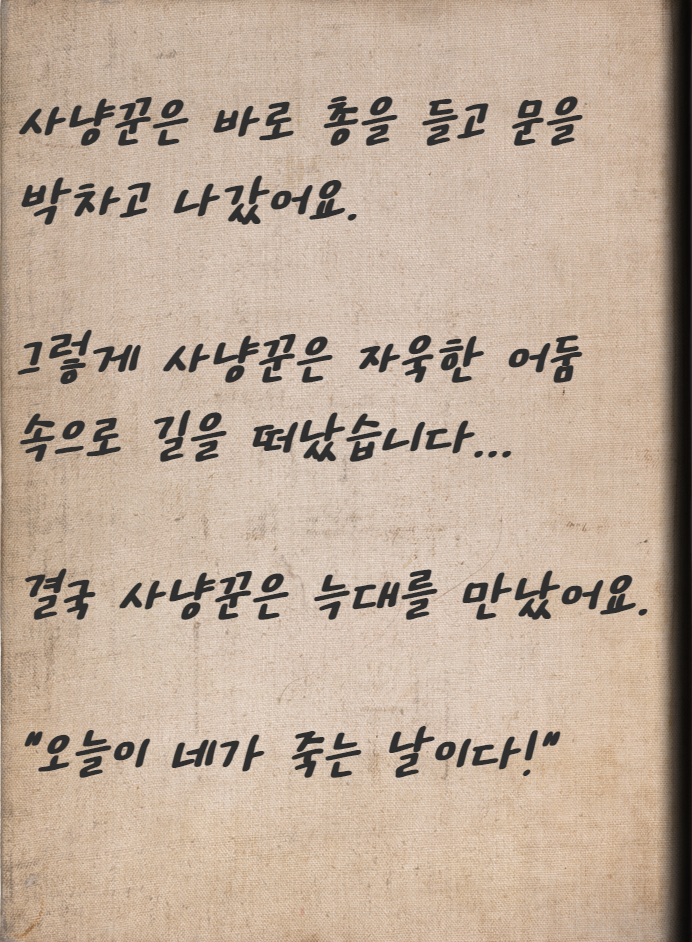 사냥꾼은 바로 총을 들고 문을
박차고 나갔어요.
그렇게 사냥꾼은 자욱한 어둠
속으로 길을 떠났습니다...
결국 사냥꾼은 늑대를 만났어요.
"오늘이 네가 죽는 날이다!"